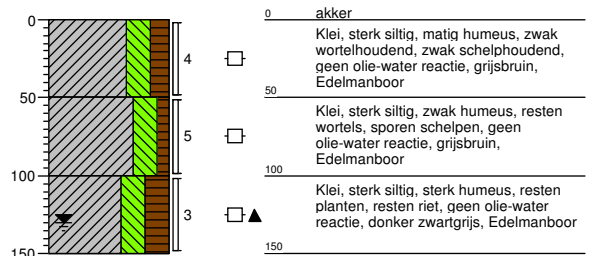 0
50
100
150
4
5
3
0 akker
Klei, sterk siltig, matig humeus, zwak
wortelhoudend, zwak schelphoudend,
geen olie-water reactie, grijsbruin,
Edelmanboor
50
Klei, sterk siltig, zwak humeus, resten
wortels, sporen schelpen, geen
olie-water reactie, grijsbruin,
Edelmanboor
100
Klei, sterk siltig, sterk humeus, resten
planten, resten riet, geen olie-water
reactie, donker zwartgrijs, Edelmanboor
150